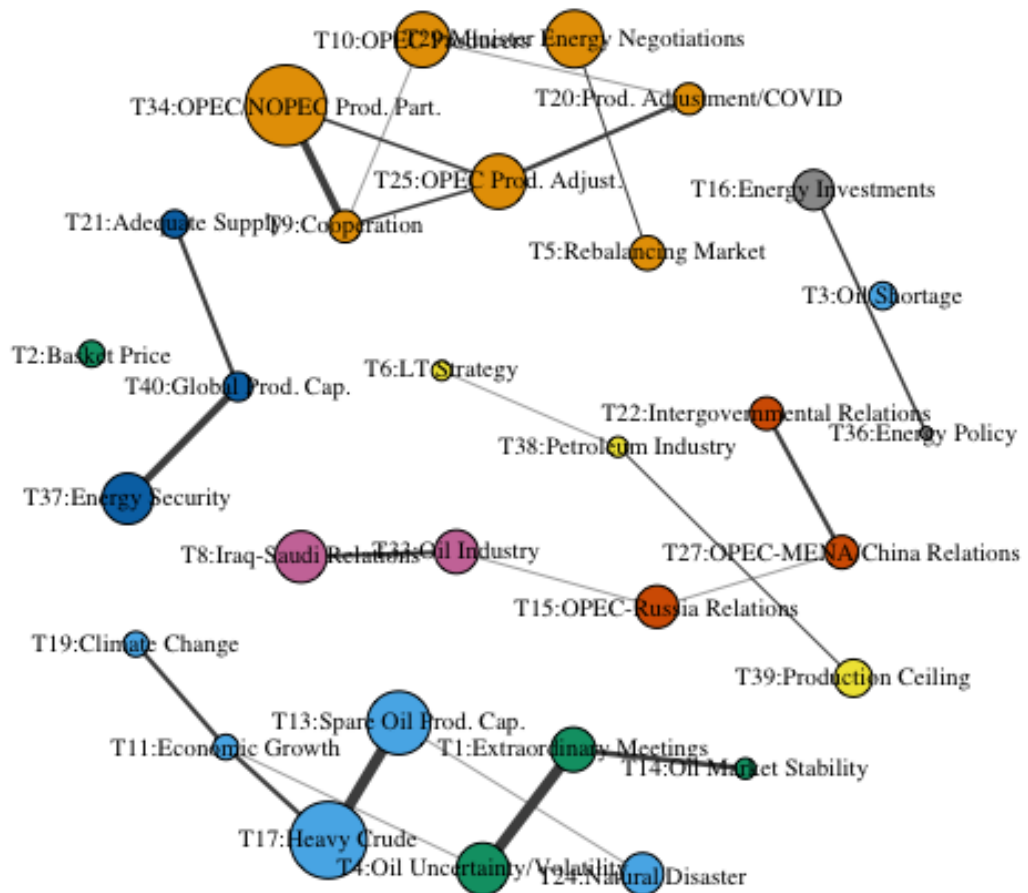 T10:OPEC Producers
T29:Minister Energy Negotiations
T34:OPEC/NOPEC Prod. Part.
T20:Prod. Adjustment/COVID
T25:OPEC Prod. Adjust.
T16:Energy Investments
T21:Adequate Supply
T9:Cooperation
T5:Rebalancing Market
T3:Oil Shortage
T2:Basket Price
T40:Global Prod. Cap.
T6:LT Strategy
T22:Intergovernmental Relations
T36:Energy Policy
T38:Petroleum Industry
T37:Energy Security
T8:Iraq-Saudi Relations
T33:Oil Industry
T27:OPEC-MENA/China Relations
T15:OPEC-Russia Relations
T19:Climate Change
T39:Production Ceiling
T13:Spare Oil Prod. Cap.
T11:Economic Growth
T1:Extraordinary Meetings
T14:Oil Market Stability
T17:Heavy Crude
T4:Oil Uncertainty/Volatility
T24:Natural Disaster